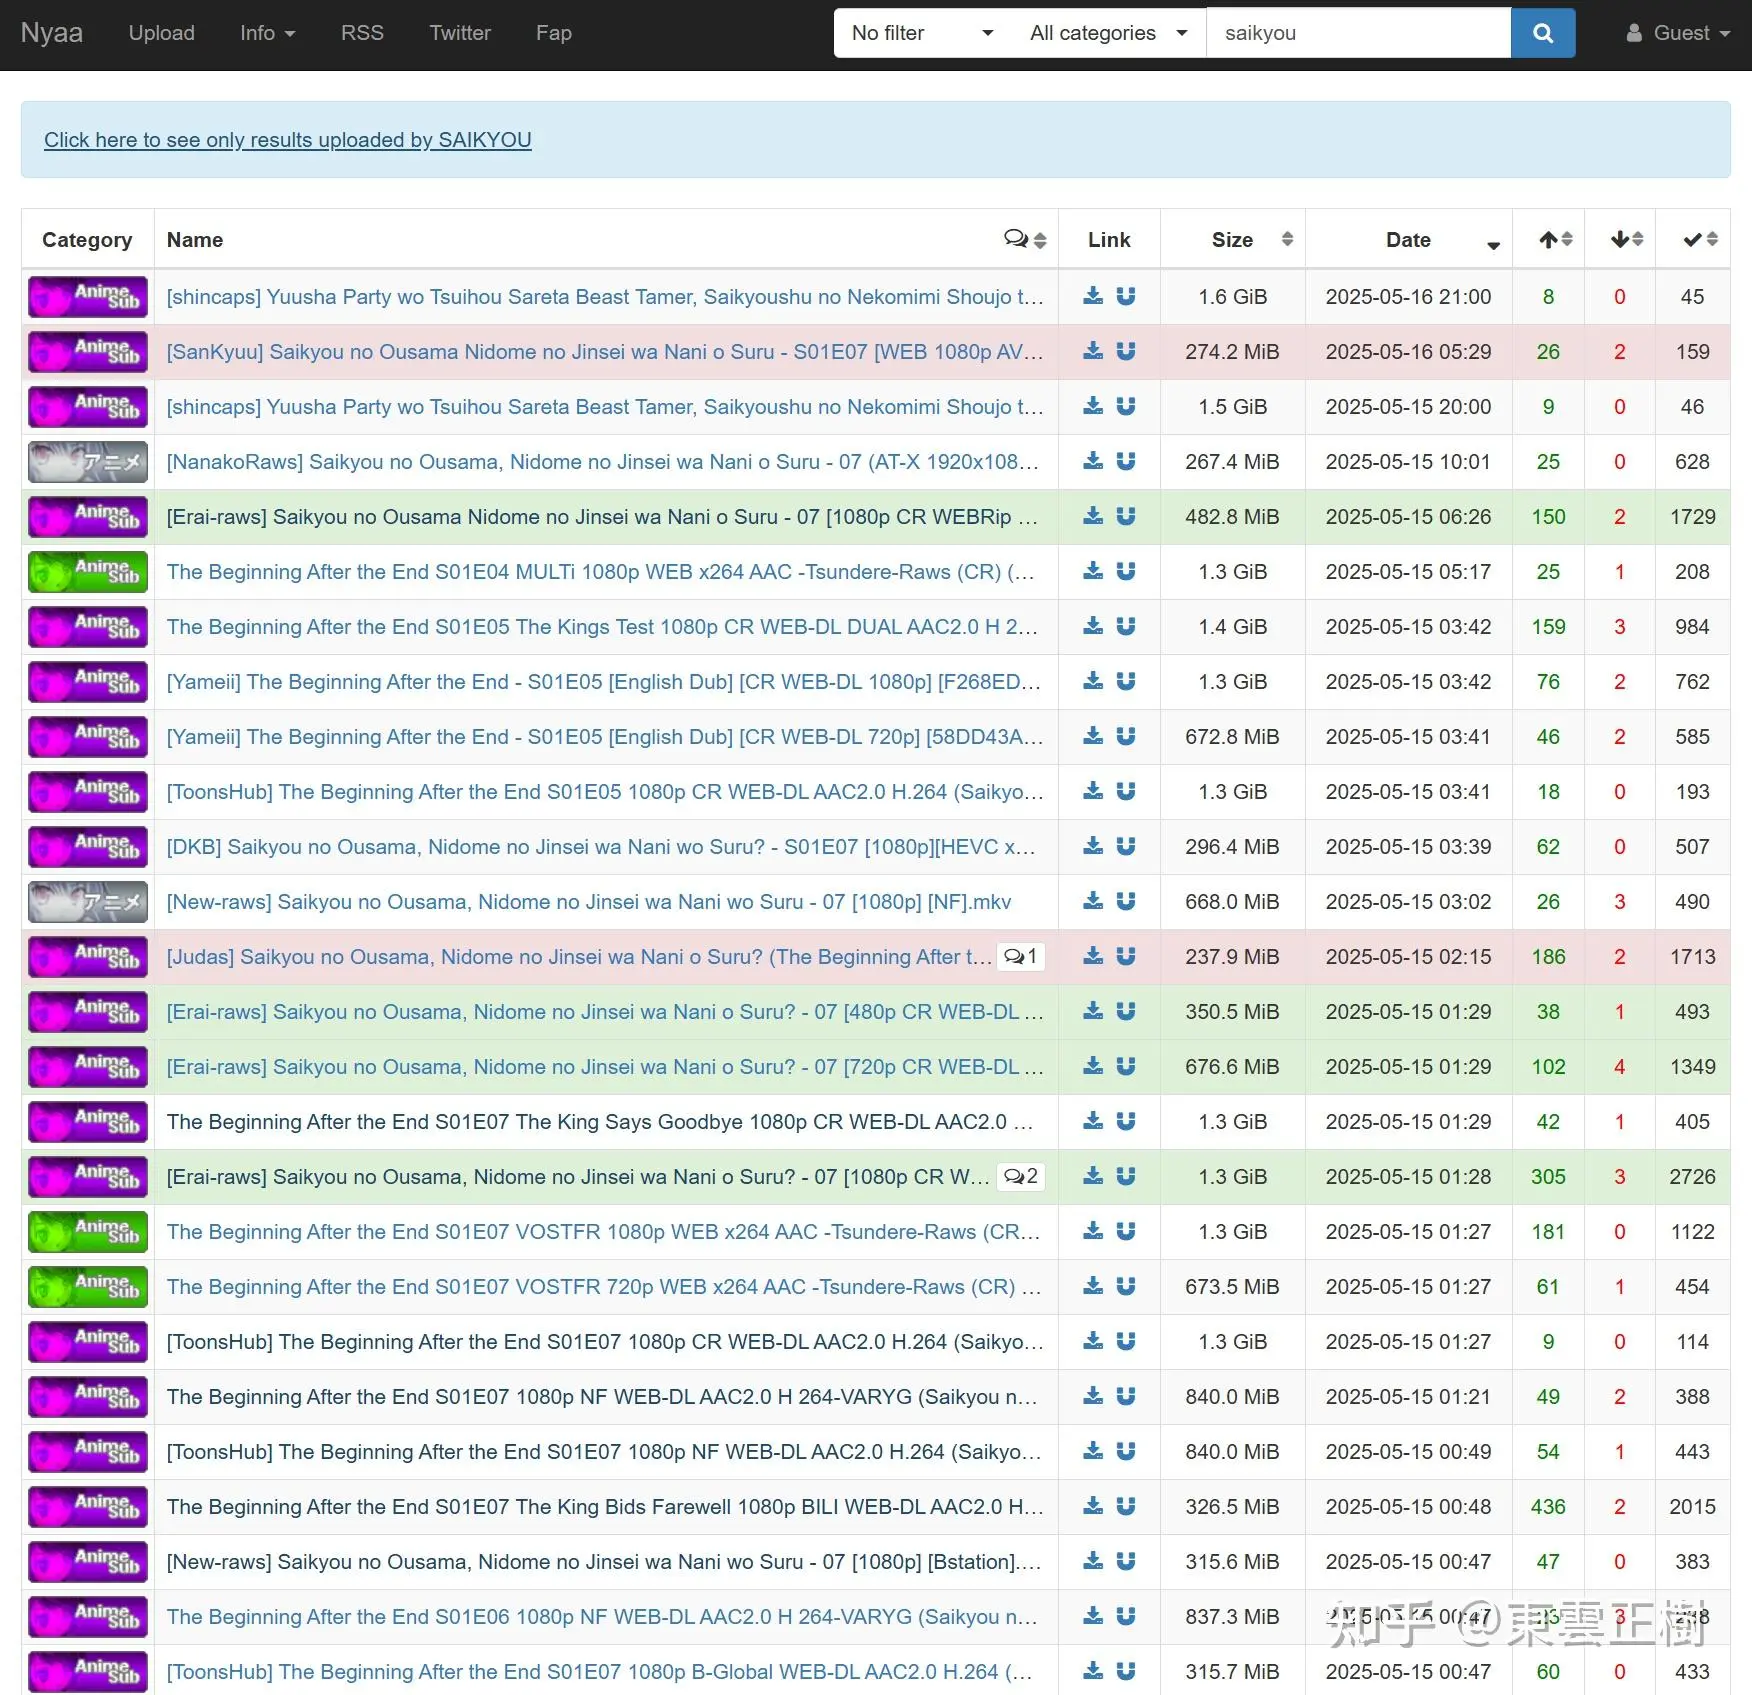 Nyaa Upload Info RSS Twitter Fap No filter All categories saikyou Guest
Click here to see only results uploaded by SAIKYOU
Category Name Link Size Date
Anime Sub [shincaps] Yuusha Party wo Tsuihou Sareta Beast Tamer, Saikyoushu no Nekomimi Shoujo t... 1.6 GiB 2025-05-16 21:00 8 0 45
Anime Sub [SanKyuu] Saikyou no Ousama Nidome no Jinsei wa Nani o Suru - S01E07 [WEB 1080p AV... 274.2 MiB 2025-05-16 05:29 26 2 159
Anime Sub [shincaps] Yuusha Party wo Tsuihou Sareta Beast Tamer, Saikyoushu no Nekomimi Shoujo t... 1.5 GiB 2025-05-15 20:00 9 0 46
アニメ [NanakoRaws] Saikyou no Ousama, Nidome no Jinsei wa Nani o Suru - 07 (AT-X 1920x108... 267.4 MiB 2025-05-15 10:01 25 0 628
Anime Sub [Erai-raws] Saikyou no Ousama Nidome no Jinsei wa Nani o Suru - 07 [1080p CR WEBRip ... 482.8 MiB 2025-05-15 06:26 150 2 1729
Anime Sub The Beginning After the End S01E04 MULTi 1080p WEB x264 AAC -Tsundere-Raws (CR) (... 1.3 GiB 2025-05-15 05:17 25 1 208
Anime Sub The Beginning After the End S01E05 The Kings Test 1080p CR WEB-DL DUAL AAC2.0 H 2... 1.4 GiB 2025-05-15 03:42 159 3 984
Anime Sub [Yameii] The Beginning After the End - S01E05 [English Dub] [CR WEB-DL 1080p] [F268ED... 1.3 GiB 2025-05-15 03:42 76 2 762
Anime Sub [Yameii] The Beginning After the End - S01E05 [English Dub] [CR WEB-DL 720p] [58DD43A... 672.8 MiB 2025-05-15 03:41 46 2 585
Anime Sub [ToonsHub] The Beginning After the End S01E05 1080p CR WEB-DL AAC2.0 H.264 (Saikyo... 1.3 GiB 2025-05-15 03:41 18 0 193
Anime Sub [DKB] Saikyou no Ousama, Nidome no Jinsei wa Nani wo Suru? - S01E07 [1080p][HEVC x... 296.4 MiB 2025-05-15 03:39 62 0 507
アニメ [New-raws] Saikyou no Ousama, Nidome no Jinsei wa Nani wo Suru - 07 [1080p] [NF].mkv 668.0 MiB 2025-05-15 03:02 26 3 490
Anime Sub [Judas] Saikyou no Ousama, Nidome no Jinsei wa Nani o Suru? (The Beginning After t... 1 237.9 MiB 2025-05-15 02:15 186 2 1713
Anime Sub [Erai-raws] Saikyou no Ousama, Nidome no Jinsei wa Nani o Suru? - 07 [480p CR WEB-DL ... 350.5 MiB 2025-05-15 01:29 38 1 493
Anime Sub [Erai-raws] Saikyou no Ousama, Nidome no Jinsei wa Nani o Suru? - 07 [720p CR WEB-DL ... 676.6 MiB 2025-05-15 01:29 102 4 1349
Anime Sub The Beginning After the End S01E07 The King Says Goodbye 1080p CR WEB-DL AAC2.0 ... 1.3 GiB 2025-05-15 01:29 42 1 405
Anime Sub [Erai-raws] Saikyou no Ousama, Nidome no Jinsei wa Nani o Suru? - 07 [1080p CR W... 2 1.3 GiB 2025-05-15 01:28 305 3 2726
Anime Sub The Beginning After the End S01E07 VOSTFR 1080p WEB x264 AAC -Tsundere-Raws (CR... 1.3 GiB 2025-05-15 01:27 181 0 1122
Anime Sub The Beginning After the End S01E07 VOSTFR 720p WEB x264 AAC -Tsundere-Raws (CR) ... 673.5 MiB 2025-05-15 01:27 61 1 454
Anime Sub [ToonsHub] The Beginning After the End S01E07 1080p CR WEB-DL AAC2.0 H.264 (Saikyo... 1.3 GiB 2025-05-15 01:27 9 0 114
Anime Sub The Beginning After the End S01E07 1080p NF WEB-DL AAC2.0 H 264-VARYG (Saikyou n... 840.0 MiB 2025-05-15 01:21 49 2 388
Anime Sub [ToonsHub] The Beginning After the End S01E07 1080p NF WEB-DL AAC2.0 H.264 (Saikyo... 840.0 MiB 2025-05-15 00:49 54 1 443
Anime Sub The Beginning After the End S01E07 The King Bids Farewell 1080p BILI WEB-DL AAC2.0 H... 326.5 MiB 2025-05-15 00:48 436 2 2015
Anime Sub [New-raws] Saikyou no Ousama, Nidome no Jinsei wa Nani wo Suru - 07 [1080p] [Bstation].... 315.6 MiB 2025-05-15 00:47 47 0 383
Anime Sub The Beginning After the End S01E06 1080p NF WEB-DL AAC2.0 H 264-VARYG (Saikyou n... 837.3 MiB 2025-05-15 00:47 3
知乎 @東雲正樹
Anime Sub [ToonsHub] The Beginning After the End S01E07 1080p B-Global WEB-DL AAC2.0 H.264 (... 315.7 MiB 2025-05-15 00:47 60 0 433